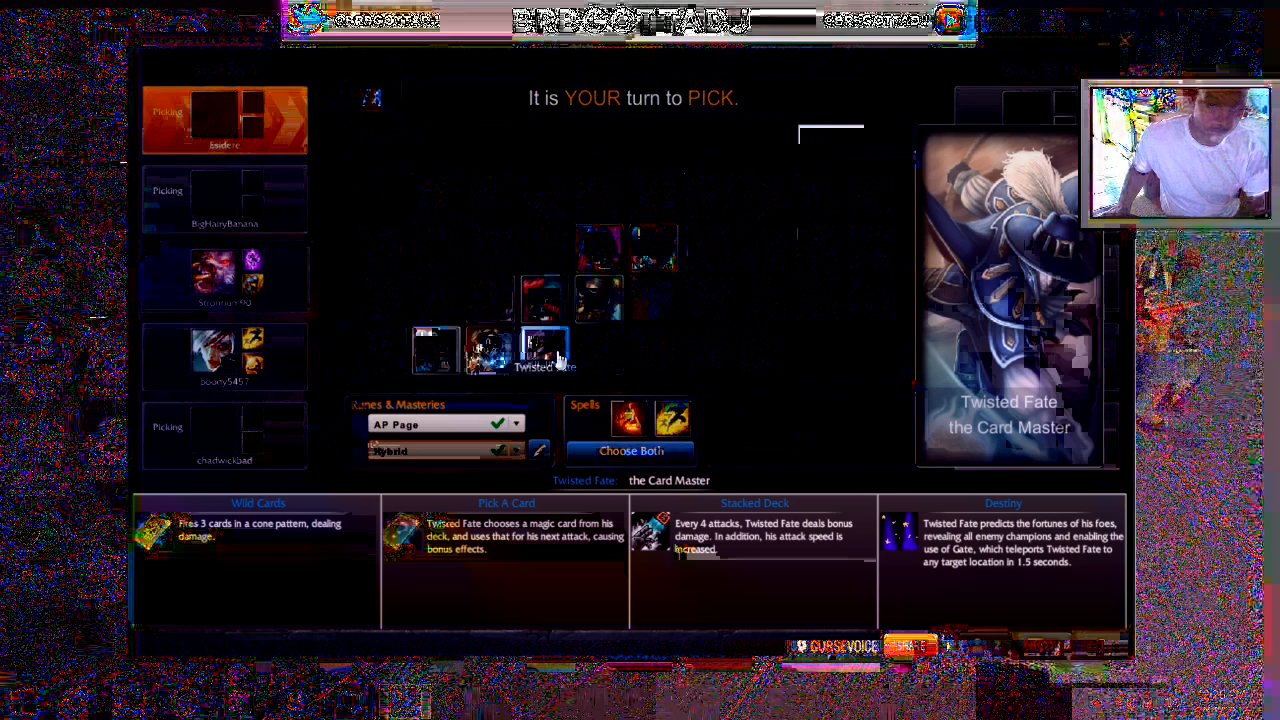 It is YOUR turn to PICK.
Picking
Picking
BigHairyBanana
boody5457
Picking
chadwickbad
Twisted Fate
Runes & Masteries
AP Page
Hybrid
Spells
Choose Both
Twisted Fate
the Card Master
Twisted Fate: the Card Master
Wild Cards
Fires 3 cards in a cone pattern, dealing
damage.
Pick A Card
Twisted Fate chooses a magic card from his
deck, and uses that for his next attack, causing
bonus effects.
Stacked Deck
Every 4 attacks, Twisted Fate deals bonus
damage. In addition, his attack speed is
increased.
Destiny
Twisted Fate predicts the fortunes of his foes,
revealing all enemy champions and enabling the
use of Gate, which teleports Twisted Fate to
any target location in 1.5 seconds.
CURSEVOICE